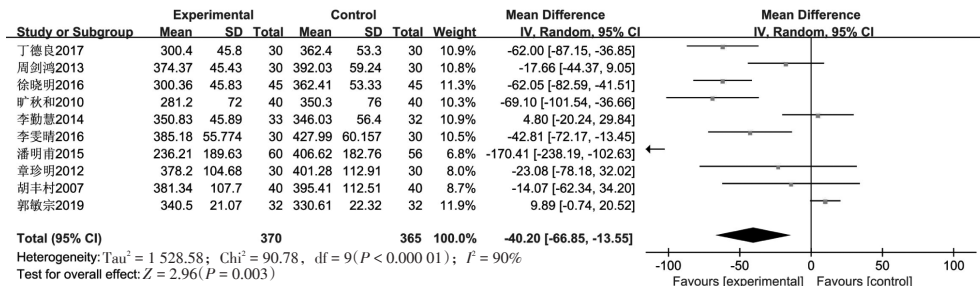 Experimental Control Mean Difference Mean Difference
Study or Subgroup Mean SD Total Mean SD Total Weight IV, Random, 95% CI IV, Random, 95% CI
丁德良2017 300.4 45.8 30 362.4 53.3 30 10.9% -62.00 [-87.15, -36.85]
周剑鸿2013 374.37 45.43 30 392.03 59.24 30 10.8% -17.66 [-44.37, 9.05]
徐晓明2016 300.36 45.83 45 362.41 53.33 45 11.3% -62.05 [-82.59, -41.51]
旷秋和2010 281.2 72 40 350.3 76 40 10.2% -69.10 [-101.54, -36.66]
李勤慧2014 350.83 45.89 33 346.03 56.4 32 10.9% 4.80 [-20.24, 29.84]
李雯晴2016 385.18 55.774 30 427.99 60.157 30 10.5% -42.81 [-72.17, -13.45]
潘明甫2015 236.21 189.63 60 406.62 182.76 56 6.8% -170.41 [-238.19, -102.63]
章珍明2012 378.2 104.68 30 401.28 112.91 30 8.0% -23.08 [-78.18, 32.02]
胡丰村2007 381.34 107.7 40 395.41 112.51 40 8.7% -14.07 [-62.34, 34.20]
郭敏宗2019 340.5 21.07 32 330.61 22.32 32 11.9% 9.89 [-0.74, 20.52]
Total (95% CI) 370 365 100.0% -40.20 [-66.85, -13.55]
Heterogeneity: Tau² = 1 528.58; Chi² = 90.78, df = 9(P < 0.000 01); I² = 90%
Test for overall effect: Z = 2.96(P = 0.003)
-100 -50 0 50 100
Favours [experimental] Favours [control]